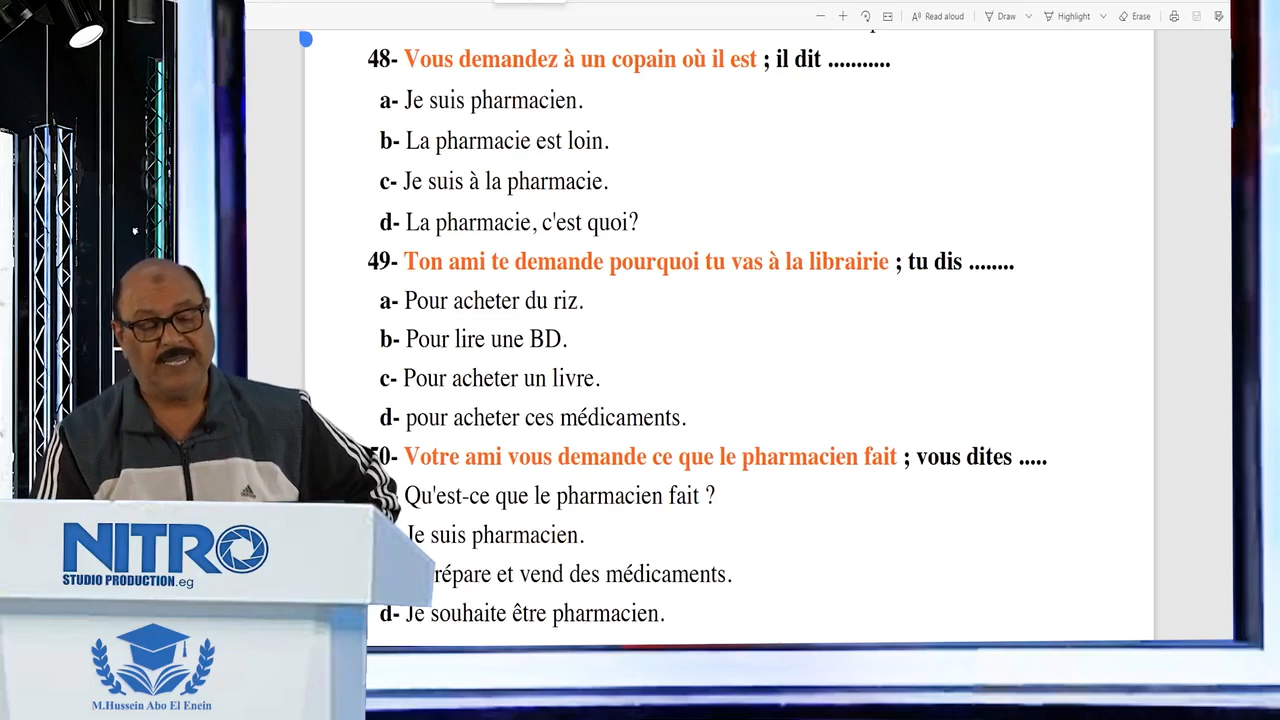 Read aloud
Draw
Highlight
Erase
48- Vous demandez à un copain où il est ; il dit ...........
a- Je suis pharmacien.
b- La pharmacie est loin.
c- Je suis à la pharmacie.
d- La pharmacie, c'est quoi?
49- Ton ami te demande pourquoi tu vas à la librairie ; tu dis ........
a- Pour acheter du riz.
b- Pour lire une BD.
c- Pour acheter un livre.
d- pour acheter ces médicaments.
50- Votre ami vous demande ce que le pharmacien fait ; vous dites .....
Qu'est-ce que le pharmacien fait ?
Je suis pharmacien.
répare et vend des médicaments.
d- Je souhaite être pharmacien.
NITRO
STUDIO PRODUCTION.eg
M.Hussein Abo El Enein